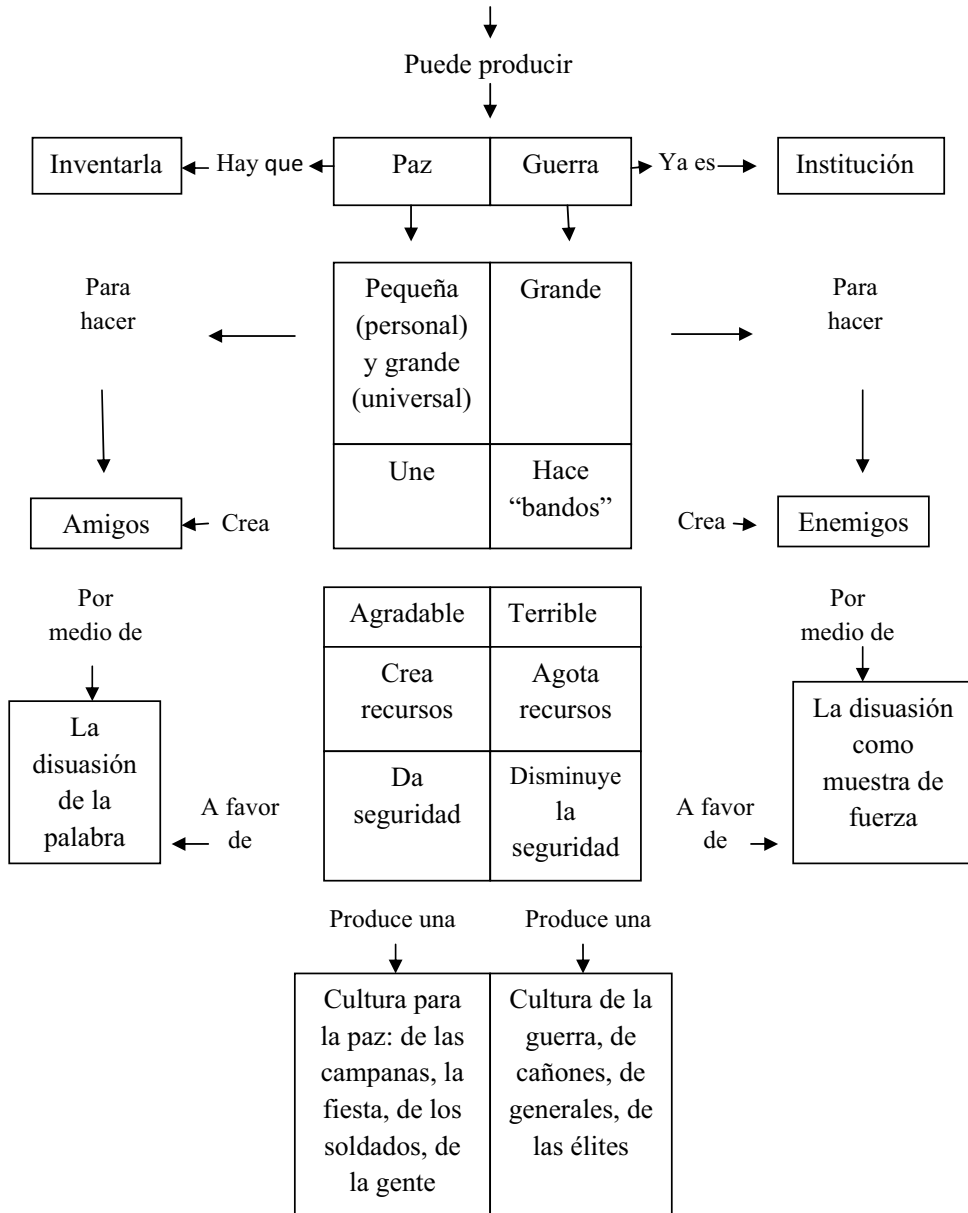 Puede producir
Inventarla
Hay que
Paz
Guerra
Ya es
Institución
Para
hacer
Pequeña
(personal)
y grande
(universal)
Grande
Para
hacer
Une
Hace
“bandos”
Amigos
Crea
Crea
Enemigos
Por
medio de
Agradable
Terrible
Por
medio de
Crea
recursos
Agota
recursos
La
disuasión
de la
palabra
A favor
de
Da
seguridad
Disminuye
la
seguridad
A favor
de
La disuasión
como
muestra de
fuerza
Produce una
Produce una
Cultura para
la paz: de las
campanas, la
fiesta, de los
soldados, de
la gente
Cultura de la
guerra, de
cañones, de
generales, de
las élites